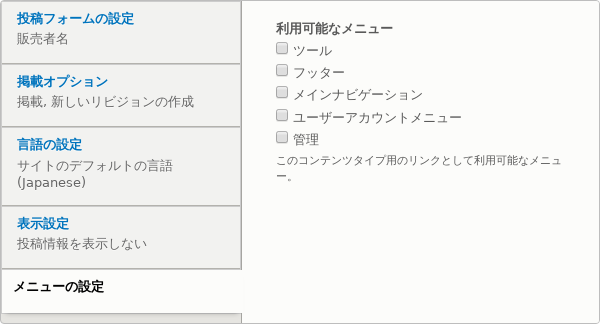 投稿フォームの設定
販売者名
掲載オプション
掲載, 新しいリビジョンの作成
言語の設定
サイトのデフォルトの言語
(Japanese)
表示設定
投稿情報を表示しない
メニューの設定
利用可能なメニュー
ツール
フッター
メインナビゲーション
ユーザーアカウントメニュー
管理
このコンテンツタイプ用のリンクとして利用可能なメニュ
ー。